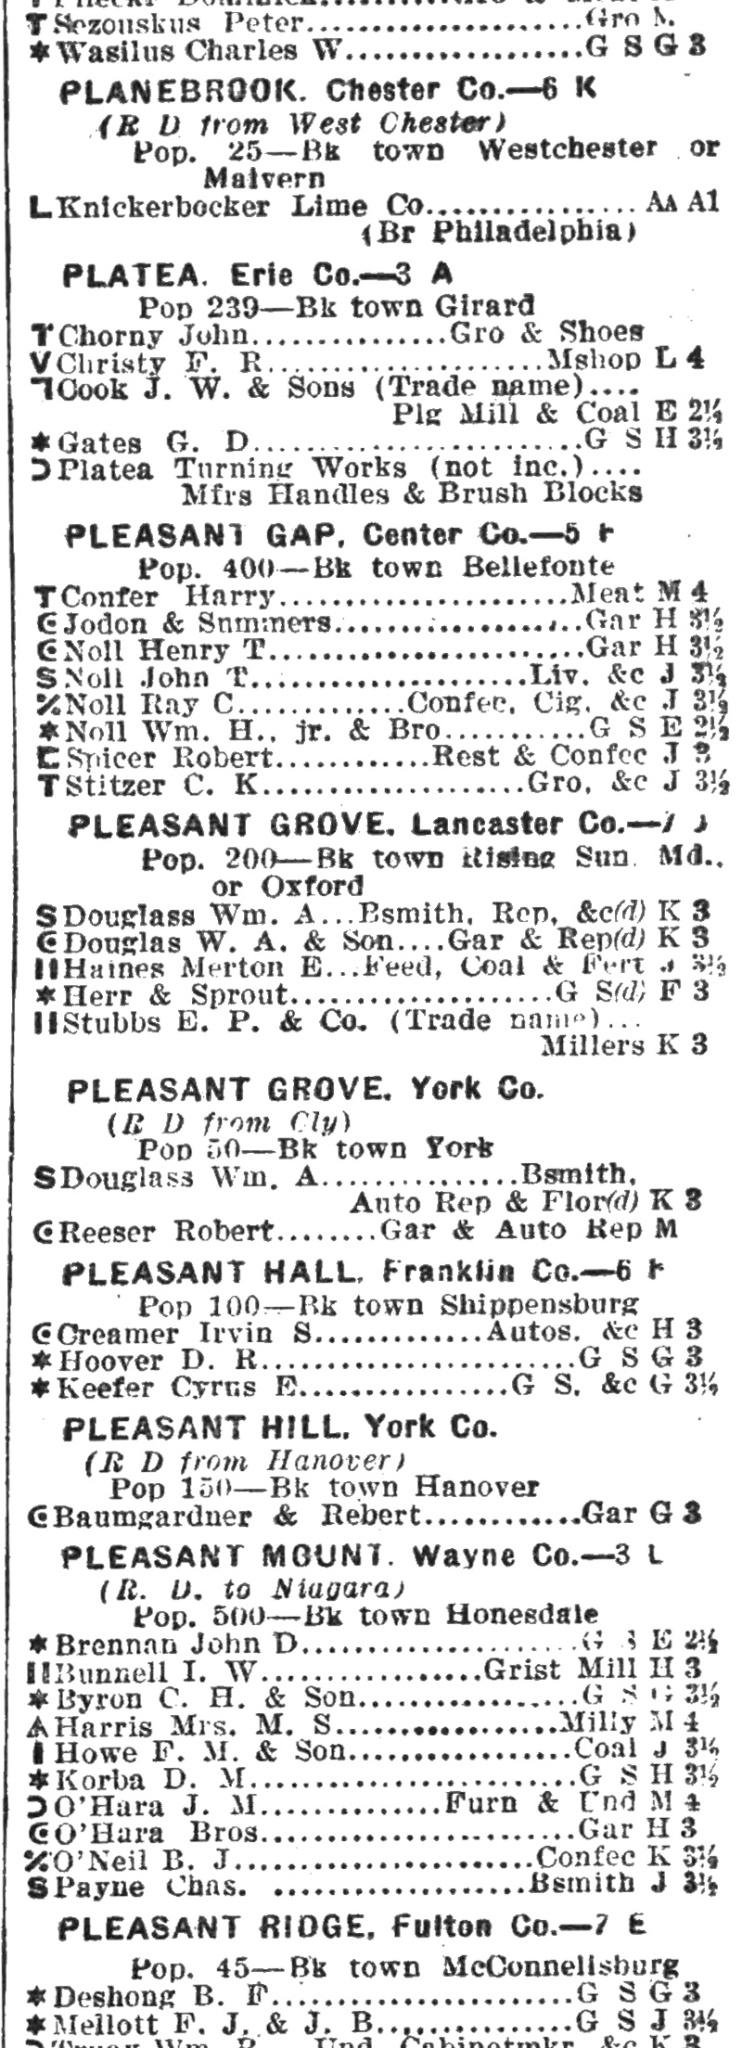 T Sezonskus Peter....................Gro M.
* Wasilus Charles W..................G S G 3
PLANEBROOK. Chester Co.—6 K
(R D from West Chester)
Pop. 25—Bk town Westchester or
Malvern
L Knickerbocker Lime Co................ AA A1
(Br Philadelphia)
PLATEA. Erie Co.—3 A
Pop 239—Bk town Girard
T Chorny John...............Gro & Shoes
V Christy F. R.....................Mshop L 4
Cook J. W. & Sons (Trade name)....
Plg Mill & Coal E 2½
* Gates G. D.........................G S H 3½
Platea Turning Works (not inc.)....
Mfrs Handles & Brush Blocks
PLEASANT GAP, Center Co.—5 F
Pop. 400—Bk town Bellefonte
T Confer Harry......................Meat M 4
Jodon & Summers..................Gar H 3½
Noll Henry T........................Gar H 3½
S Noll John T.....................Liv. &c J 3½
Noll Ray C.............Confec, Cig, &c J 3½
* Noll Wm. H., jr. & Bro...........G S E 2½
Spicer Robert............Rest & Confec J 3
T Stitzer C. K....................Gro, &c J 3½
PLEASANT GROVE. Lancaster Co.—7 J
Pop. 200—Bk town Rising Sun. Md.,
or Oxford
S Douglass Wm. A...Bsmith, Rep, &c(d) K 3
Douglas W. A. & Son....Gar & Rep(d) K 3
Haines Merton E...Feed, Coal & Fert J 3½
* Herr & Sprout....................G S(d) F 3
Stubbs E. P. & Co. (Trade name)...
Millers K 3
PLEASANT GROVE. York Co.
(R D from Cly)
Pop 50—Bk town York
S Douglass Wm. A...............Bsmith,
Auto Rep & Flor(d) K 3
Reeser Robert........Gar & Auto Rep M
PLEASANT HALL. Franklin Co.—6 F
Pop 100—Bk town Shippensburg
Creamer Irvin S.............Autos. &c H 3
* Hoover D. R........................G S G 3
* Keefer Cyrus E................G S, &c G 3½
PLEASANT HILL. York Co.
(R D from Hanover)
Pop 150—Bk town Hanover
Baumgardner & Rebert............Gar G 3
PLEASANT MOUNT. Wayne Co.—3 L
(R. D. to Niagara)
Pop. 500—Bk town Honesdale
* Brennan John D.....................G S E 2½
Bunnell I. W.................Grist Mill H 3
* Byron C. H. & Son................G S G 3½
Harris Mrs. M. S.................Milly M 4
Howe F. M. & Son................Coal J 3½
* Korba D. M.........................G S H 3½
O'Hara J. M..............Furn & Und M 4
O'Hara Bros........................Gar H 3
O'Neil B. J.......................Confec K 3½
S Payne Chas. ...................Bsmith J 3½
PLEASANT RIDGE, Fulton Co.—7 E
Pop. 45—Bk town McConnellsburg
* Deshong B. F.......................G S G 3
* Mellott F. J. & J. B...............G S J 3½